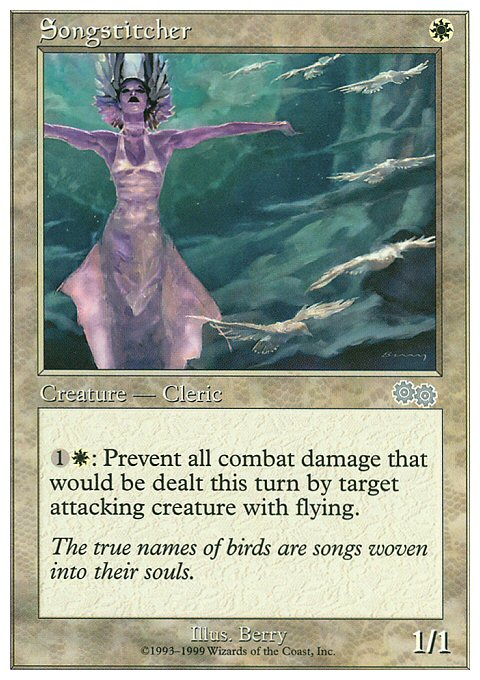 Songstitcher
Berry
Creature — Cleric
1: Prevent all combat damage that
would be dealt this turn by target
attacking creature with flying.
The true names of birds are songs woven
into their souls.
Illus. Berry
1/1
©1993–1999 Wizards of the Coast, Inc.